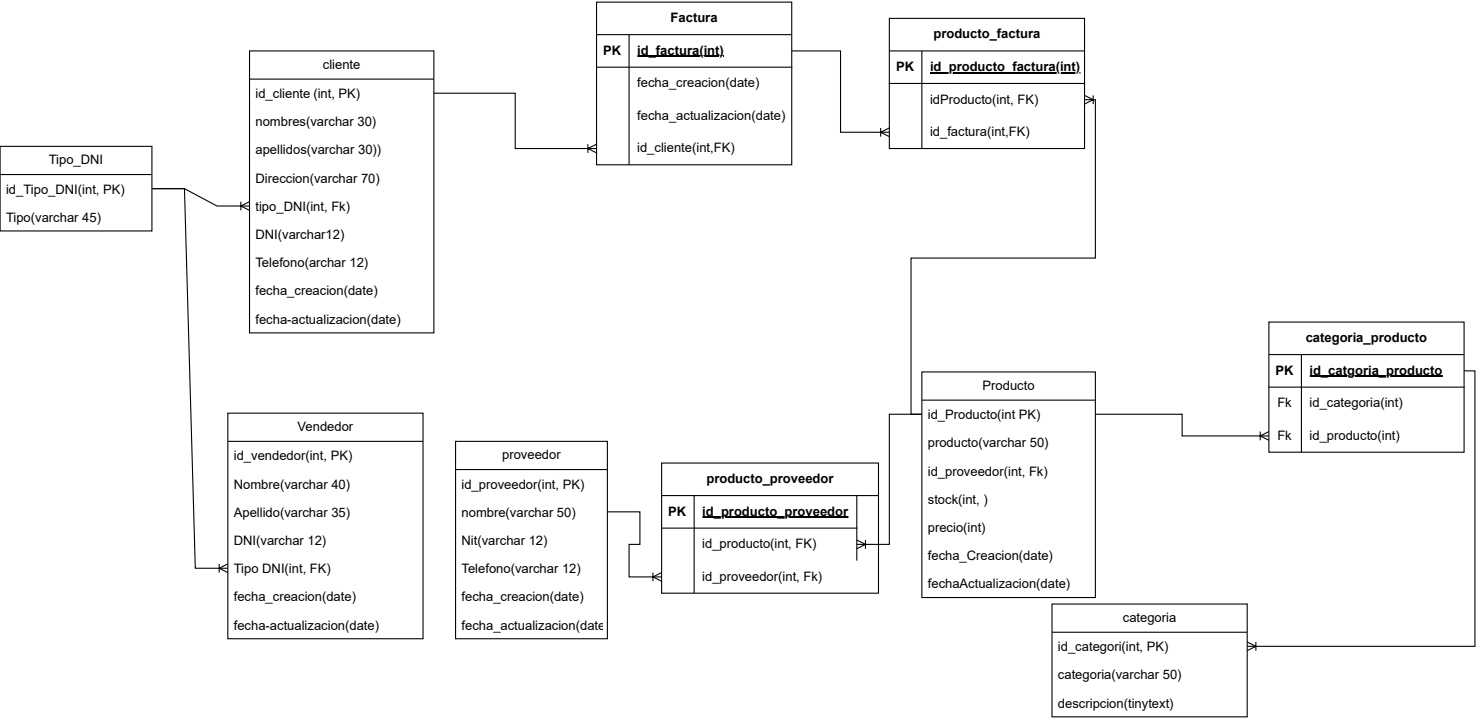 Factura
PK id_factura(int)
fecha_creacion(date)
fecha_actualizacion(date)
id_cliente(int,FK)
producto_factura
PK id_producto_factura(int)
idProducto(int, FK)
id_factura(int,FK)
cliente
id_cliente (int, PK)
nombres(varchar 30)
apellidos(varchar 30))
Direccion(varchar 70)
tipo_DNI(int, Fk)
DNI(varchar12)
Telefono(archar 12)
fecha_creacion(date)
fecha-actualizacion(date)
Tipo_DNI
id_Tipo_DNI(int, PK)
Tipo(varchar 45)
categoria_producto
PK id_catgoria_producto
Fk id_categoria(int)
Fk id_producto(int)
Producto
id_Producto(int PK)
producto(varchar 50)
id_proveedor(int, Fk)
stock(int, )
precio(int)
fecha_Creacion(date)
fechaActualizacion(date)
Vendedor
id_vendedor(int, PK)
Nombre(varchar 40)
Apellido(varchar 35)
DNI(varchar 12)
Tipo DNI(int, FK)
fecha_creacion(date)
fecha-actualizacion(date)
proveedor
id_proveedor(int, PK)
nombre(varchar 50)
Nit(varchar 12)
Telefono(varchar 12)
fecha_creacion(date)
fecha_actualizacion(date
producto_proveedor
PK id_producto_proveedor
id_producto(int, FK)
id_proveedor(int, Fk)
categoria
id_categori(int, PK)
categoria(varchar 50)
descripcion(tinytext)